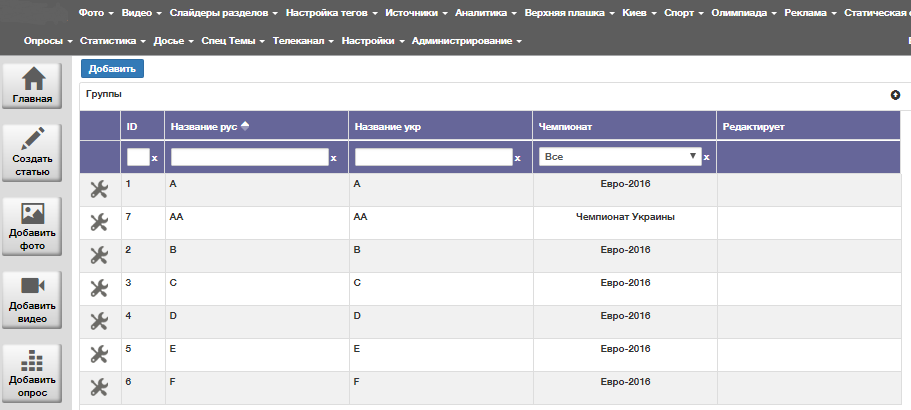 Фото Видео Слайдеры разделов Настройка тегов Источники Аналитика Верхняя плашка Киев Спорт Олимпиада Реклама Статическая
Опросы Статистика Досье Спец Темы Телеканал Настройки Администрирование
Главная
Создать
статью
Добавить
фото
Добавить
видео
Добавить
опрос
Добавить
Группы
ID Название рус Название укр Чемпионат Редактирует
x x x Все x
1 A A Евро-2016
7 AA AA Чемпионат Украины
2 B B Евро-2016
3 C C Евро-2016
4 D D Евро-2016
5 E E Евро-2016
6 F F Евро-2016